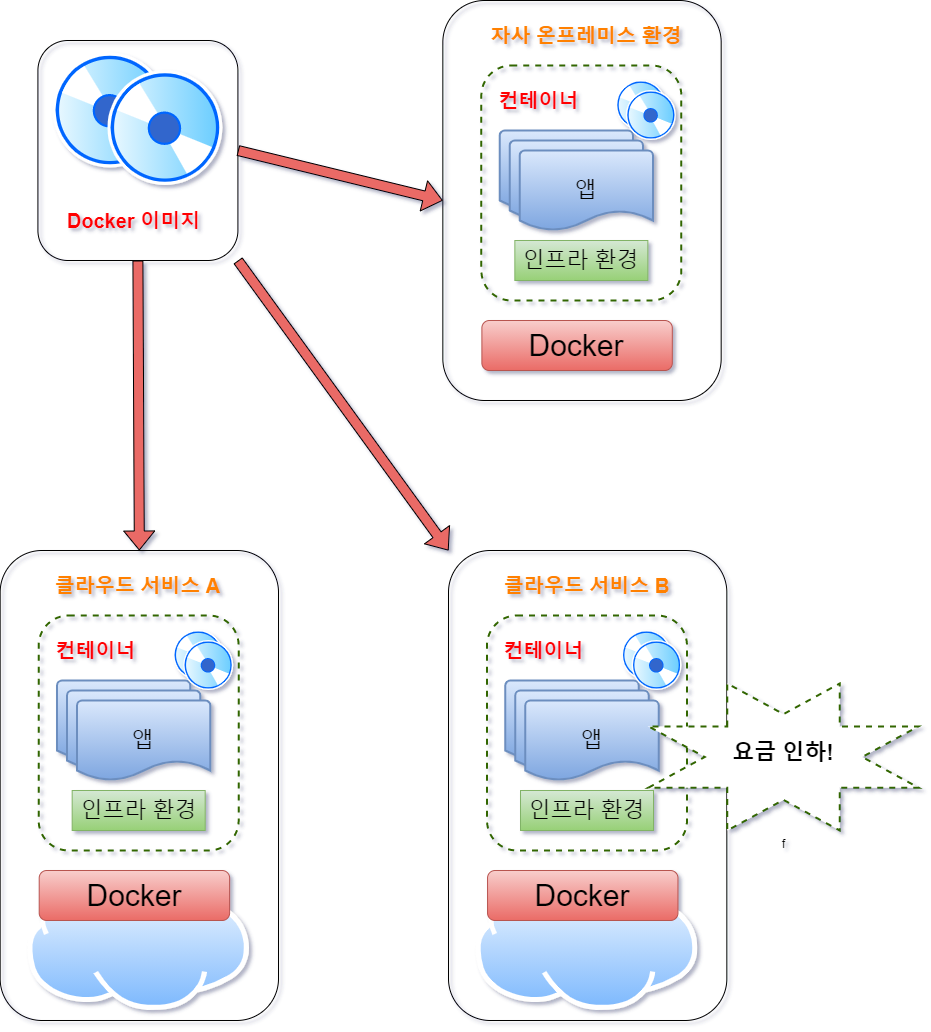 자사 온프레미스 환경
컨테이너
앱
인프라 환경
Docker
Docker 이미지
클라우드 서비스 A
컨테이너
앱
인프라 환경
Docker
클라우드 서비스 B
컨테이너
앱
인프라 환경
Docker
요금 인하!
f